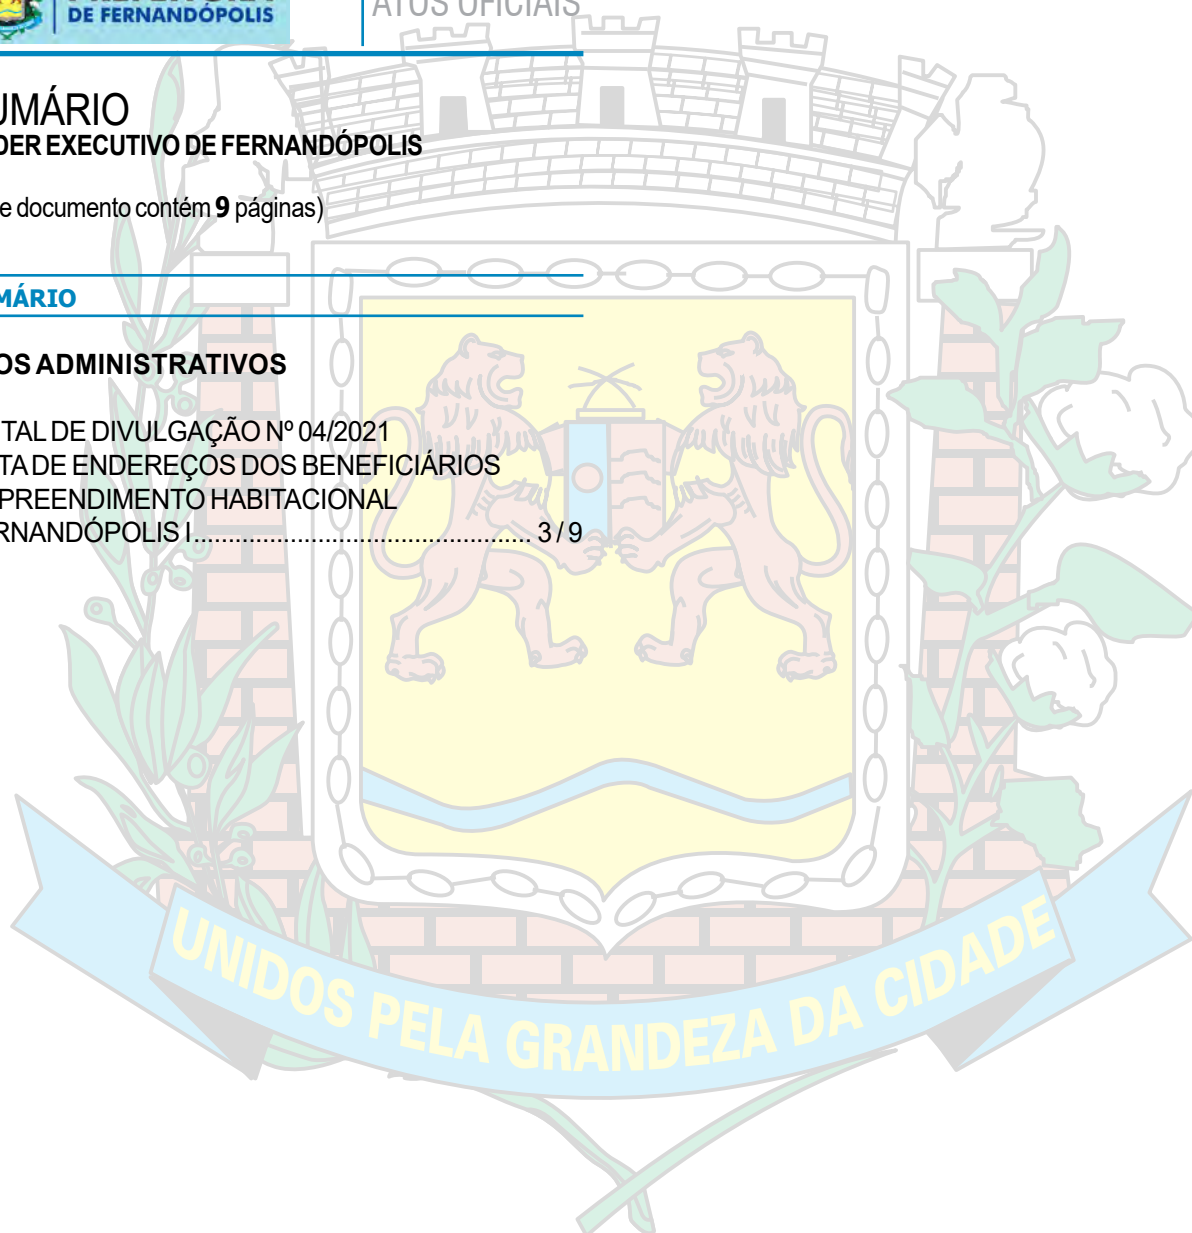 DE FERNANDÓPOLIS
ATOS OFICIAIS
UMÁRIO
DER EXECUTIVO DE FERNANDÓPOLIS
e documento contém 9 páginas)
MÁRIO
OS ADMINISTRATIVOS
ITAL DE DIVULGAÇÃO Nº 04/2021
TA DE ENDEREÇOS DOS BENEFICIÁRIOS
PREENDIMENTO HABITACIONAL
RNANDÓPOLIS I................................................ 3 / 9
UNIDOS PELA GRANDEZA DA CIDADE